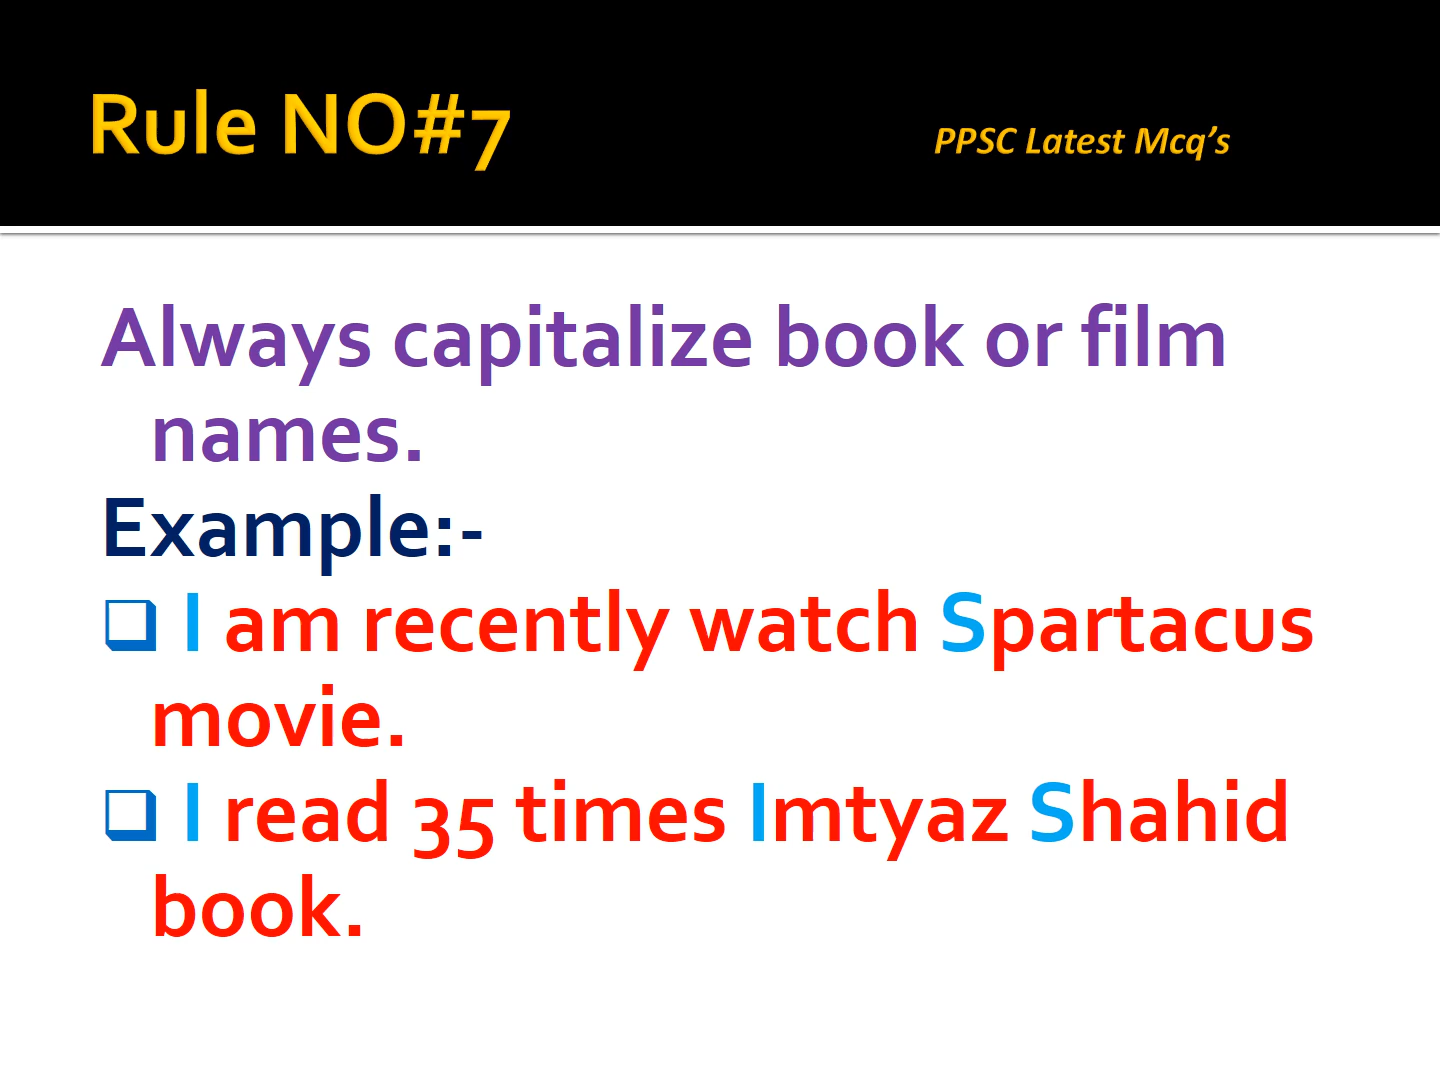 Rule NO#7
PPSC Latest Mcq’s
Always capitalize book or film
names.
Example:-
❑ I am recently watch Spartacus
movie.
❑ I read 35 times Imtyaz Shahid
book.